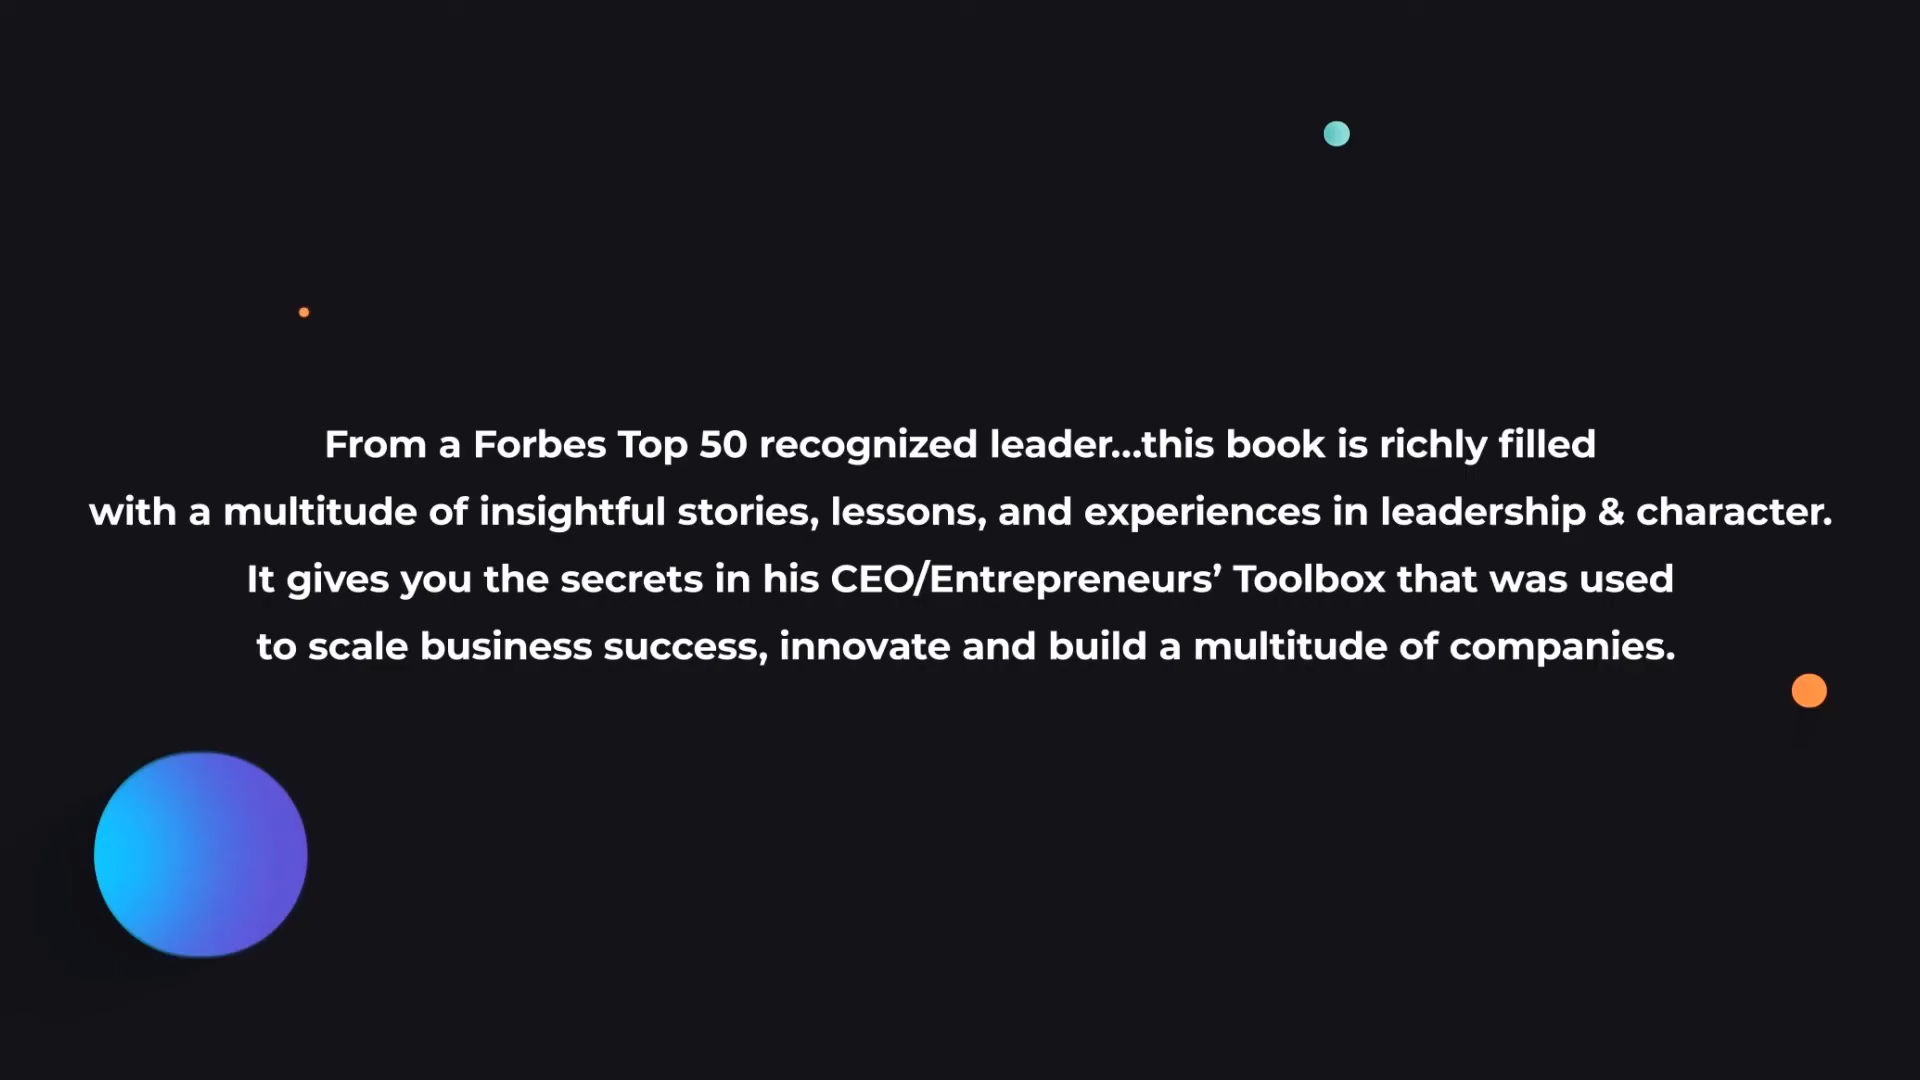 From a Forbes Top 50 recognized leader...this book is richly filled
with a multitude of insightful stories, lessons, and experiences in leadership & character.
It gives you the secrets in his CEO/Entrepreneurs’ Toolbox that was used
to scale business success, innovate and build a multitude of companies.